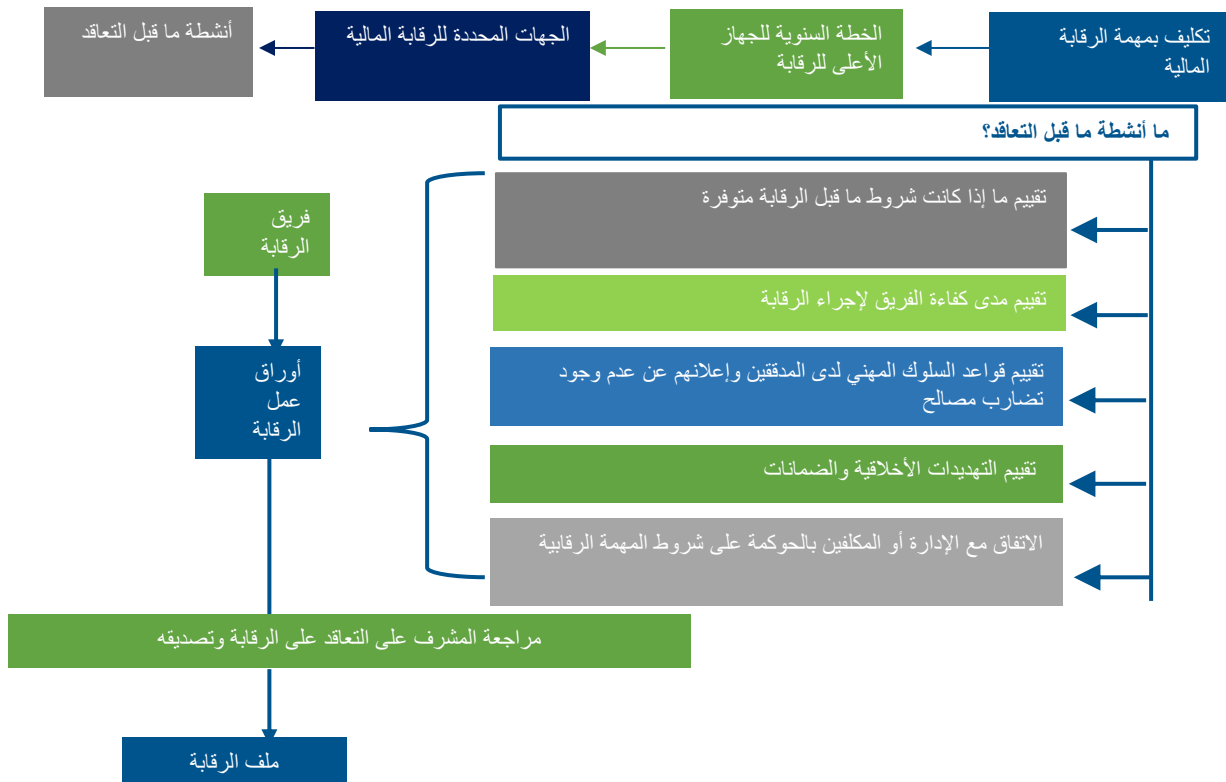 تكليف بمهمة الرقابة
المالية
الخطة السنوية للجهاز
الأعلى للرقابة
الجهات المحددة للرقابة المالية
أنشطة ما قبل التعاقد
ما أنشطة ما قبل التعاقد؟
تقييم ما إذا كانت شروط ما قبل الرقابة متوفرة
تقييم مدى كفاءة الفريق لإجراء الرقابة
تقييم قواعد السلوك المهني لدى المدققين وإعلانهم عن عدم وجود
تضارب مصالح
تقييم التهديدات الأخلاقية والضمانات
الاتفاق مع الإدارة أو المكلفين بالحوكمة على شروط المهمة الرقابية
فريق
الرقابة
أوراق
عمل
الرقابة
مراجعة المشرف على التعاقد على الرقابة وتصديقه
ملف الرقابة